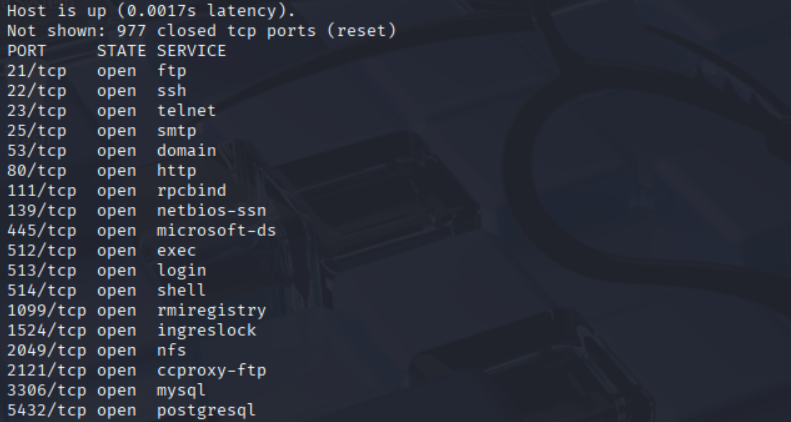 Host is up (0.0017s latency).
Not shown: 977 closed tcp ports (reset)
PORT     STATE SERVICE
21/tcp   open  ftp
22/tcp   open  ssh
23/tcp   open  telnet
25/tcp   open  smtp
53/tcp   open  domain
80/tcp   open  http
111/tcp  open  rpcbind
139/tcp  open  netbios-ssn
445/tcp  open  microsoft-ds
512/tcp  open  exec
513/tcp  open  login
514/tcp  open  shell
1099/tcp open  rmiregistry
1524/tcp open  ingreslock
2049/tcp open  nfs
2121/tcp open  ccproxy-ftp
3306/tcp open  mysql
5432/tcp open  postgresql